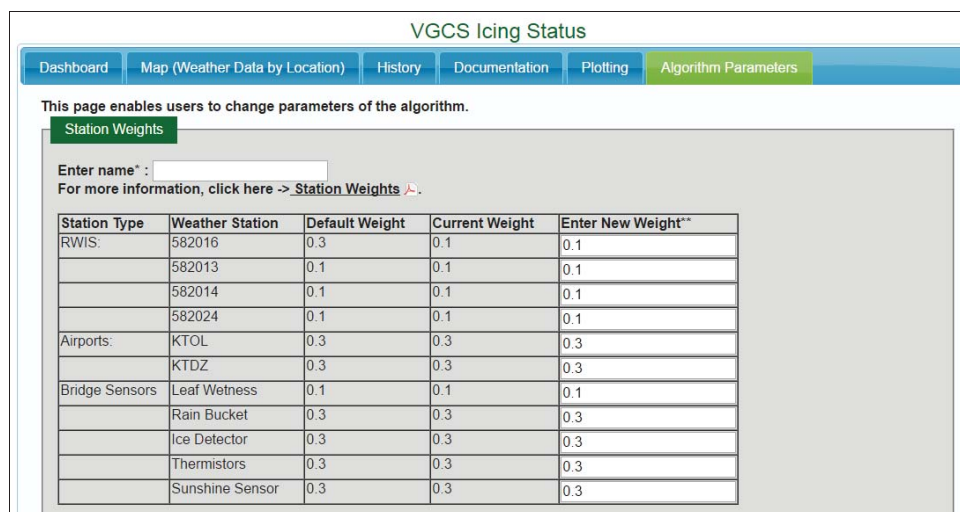 VGCS Icing Status
Dashboard Map (Weather Data by Location) History Documentation Plotting Algorithm Parameters
This page enables users to change parameters of the algorithm.
Station Weights
Enter name* :
For more information, click here -> Station Weights .
Station Type Weather Station Default Weight Current Weight Enter New Weight**
RWIS: 582016 0.3 0.1 0.1
582013 0.1 0.1 0.1
582014 0.1 0.1 0.1
582024 0.1 0.1 0.1
Airports: KTOL 0.3 0.3 0.3
KTDZ 0.3 0.3 0.3
Bridge Sensors Leaf Wetness 0.1 0.1 0.1
Rain Bucket 0.3 0.3 0.3
Ice Detector 0.3 0.3 0.3
Thermistors 0.3 0.3 0.3
Sunshine Sensor 0.3 0.3 0.3